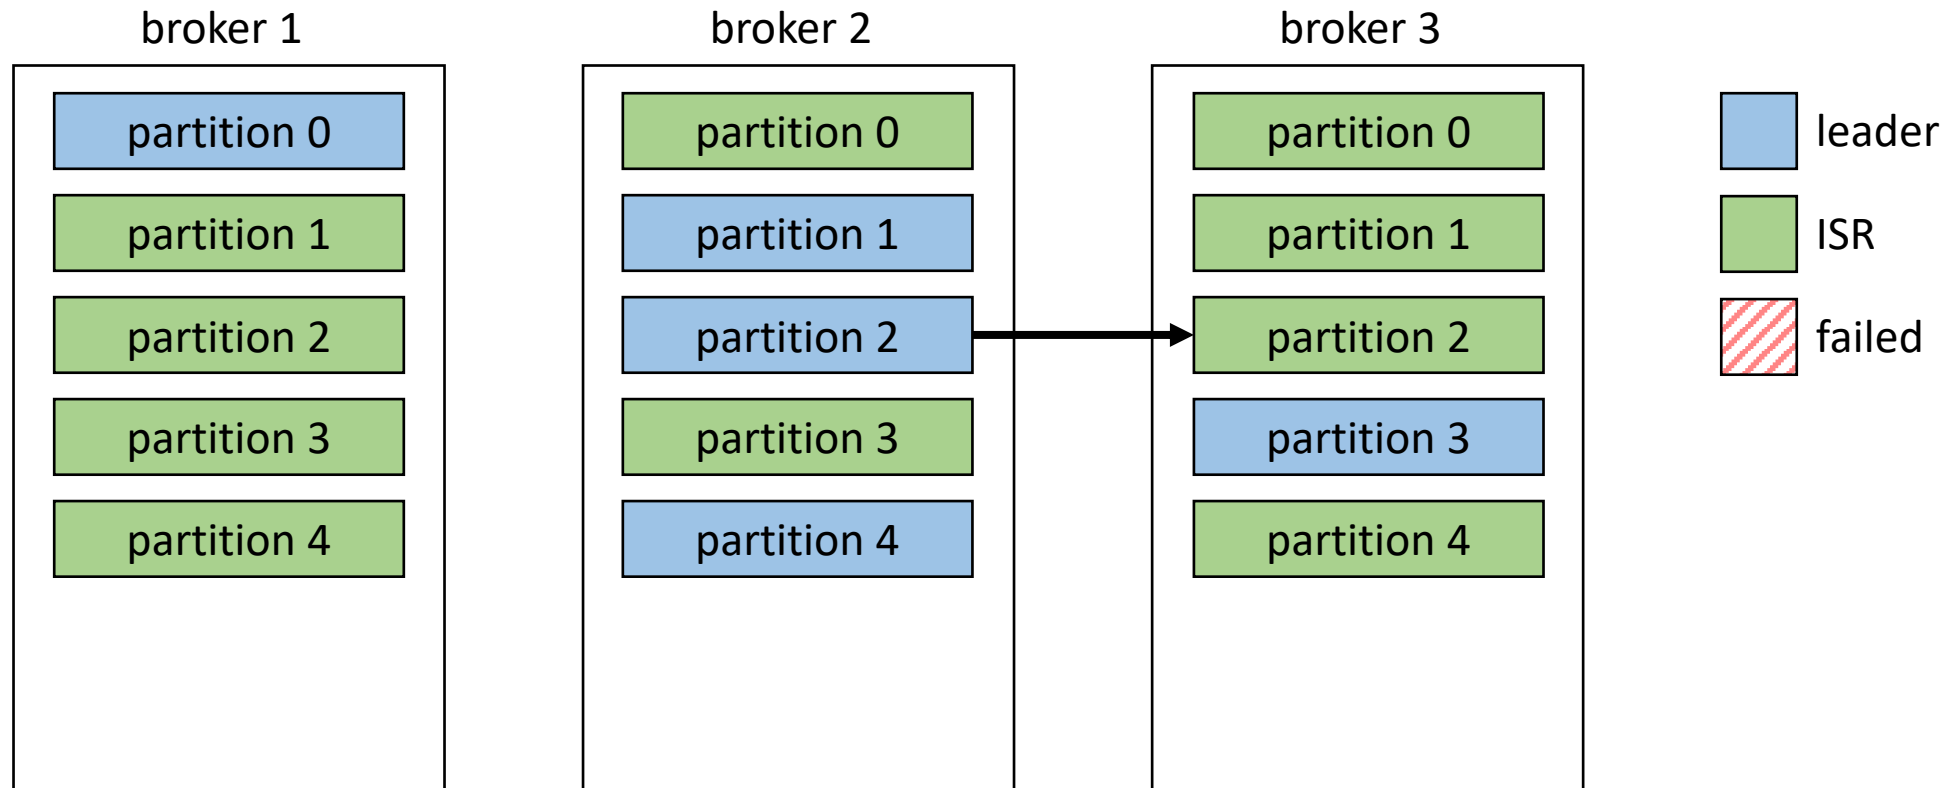 broker 1
partition 0
partition 1
partition 2
partition 3
partition 4
broker 2
partition 0
partition 1
partition 2
partition 3
partition 4
broker 3
partition 0
partition 1
partition 2
partition 3
partition 4
leader
ISR
failed